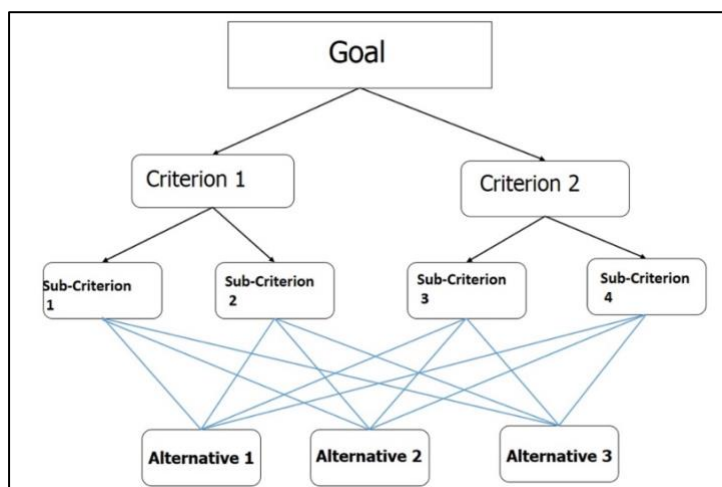 Goal
Criterion 1
Criterion 2
Sub-Criterion
1
Sub-Criterion
2
Sub-Criterion
3
Sub-Criterion
4
Alternative 1
Alternative 2
Alternative 3